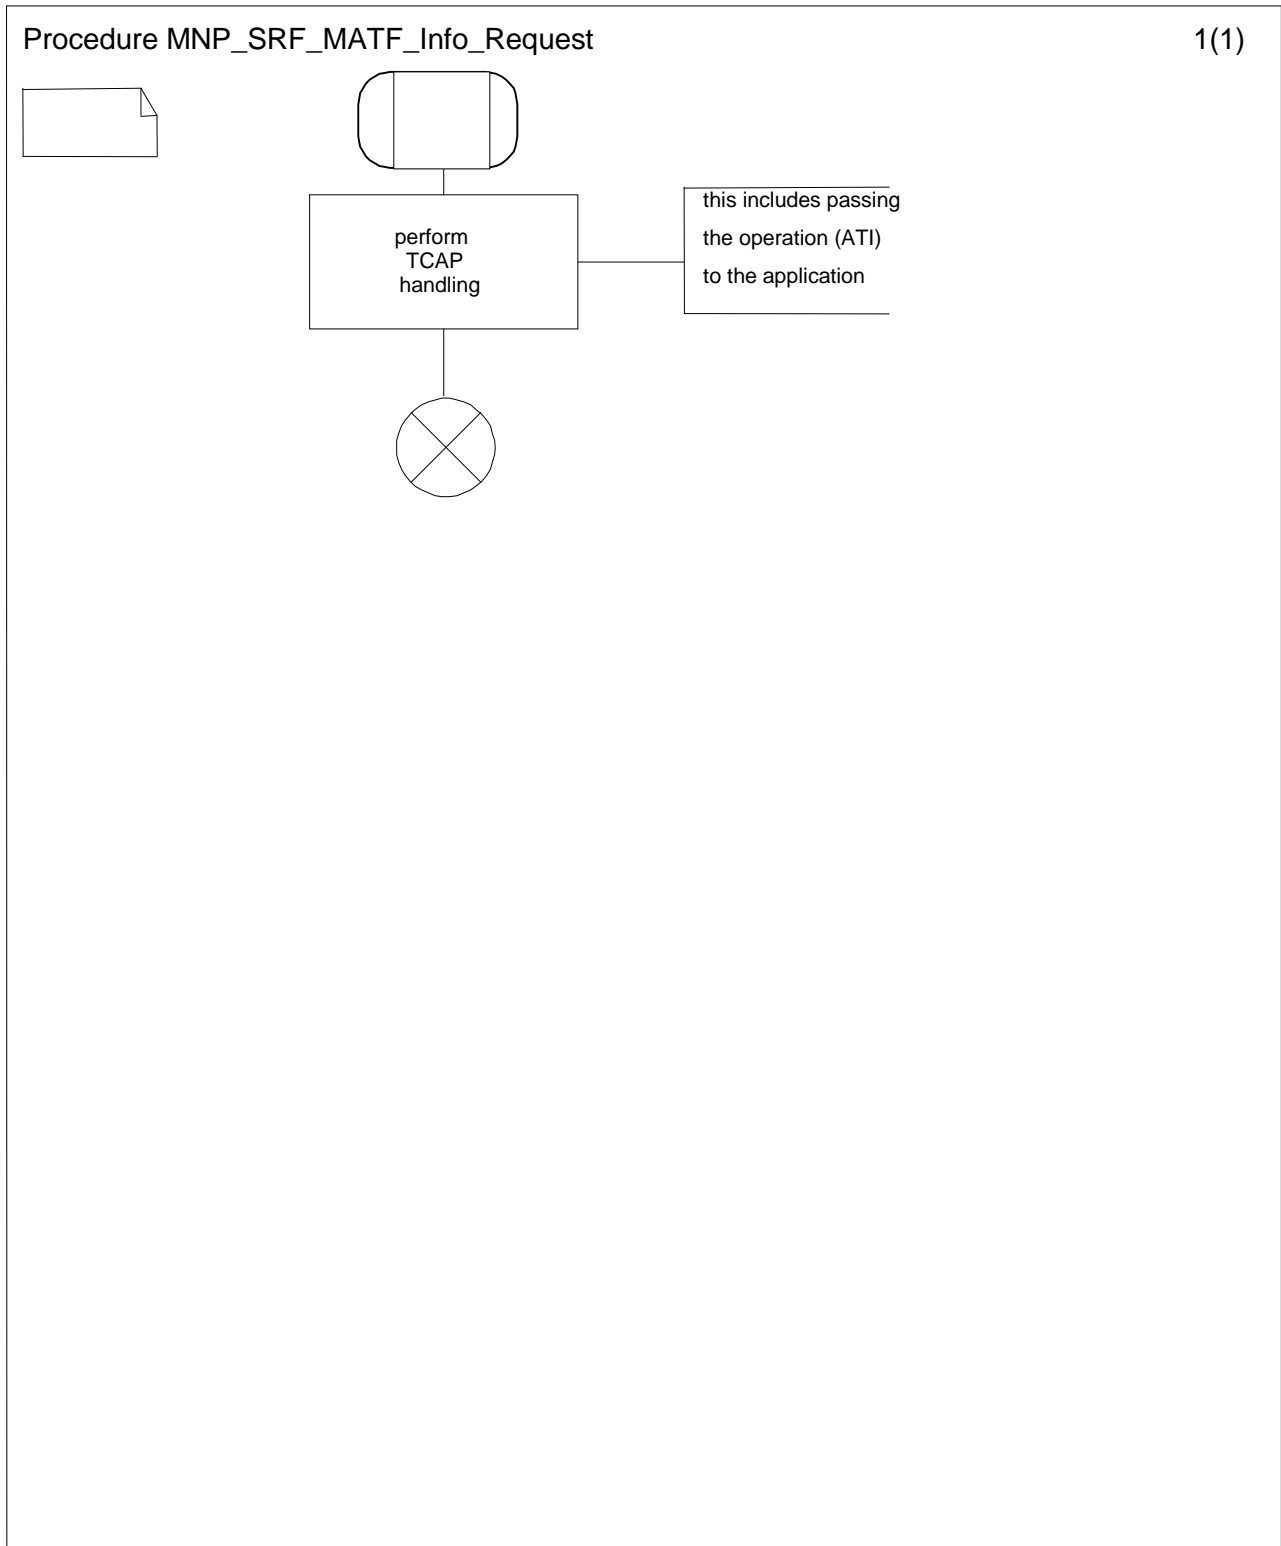 Procedure MNP_SRF_MATF_Info_Request
1(1)
perform
TCAP
handling
this includes passing
the operation (ATI)
to the application